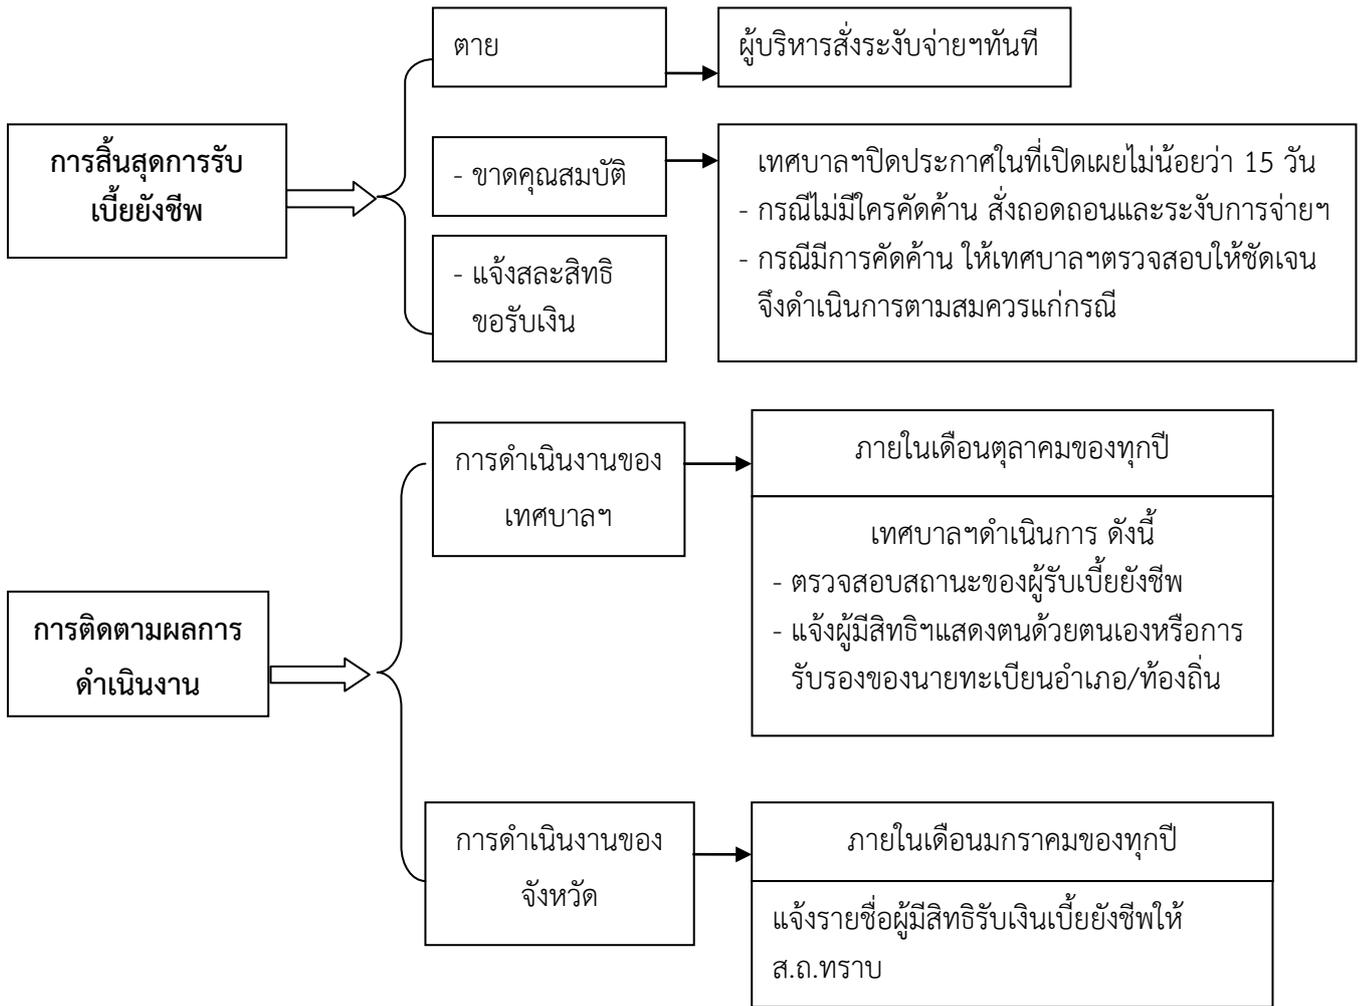 ตาย
ผู้บริหารสั่งระงับจ่ายฯทันที
การสิ้นสุดการรับ
เบี้ยยังชีพ
- ขาดคุณสมบัติ
เทศบาลฯปิดประกาศในที่เปิดเผยไม่น้อยว่า 15 วัน
- กรณีไม่มีใครคัดค้าน สั่งถอดถอนและระงับการจ่ายฯ
- กรณีมีการคัดค้าน ให้เทศบาลฯตรวจสอบให้ชัดเจน
จึงดำเนินการตามสมควรแก่กรณี
- แจ้งสละสิทธิ
ขอรับเงิน
การติดตามผลการ
ดำเนินงาน
การดำเนินงานของ
เทศบาลฯ
ภายในเดือนตุลาคมของทุกปี
เทศบาลฯดำเนินการ ดังนี้
- ตรวจสอบสถานะของผู้รับเบี้ยยังชีพ
- แจ้งผู้มีสิทธิฯแสดงตนด้วยตนเองหรือการ
รับรองของนายทะเบียนอำเภอ/ท้องถิ่น
การดำเนินงานของ
จังหวัด
ภายในเดือนมกราคมของทุกปี
แจ้งรายชื่อผู้มีสิทธิรับเงินเบี้ยยังชีพให้
ส.ถ.ทราบ